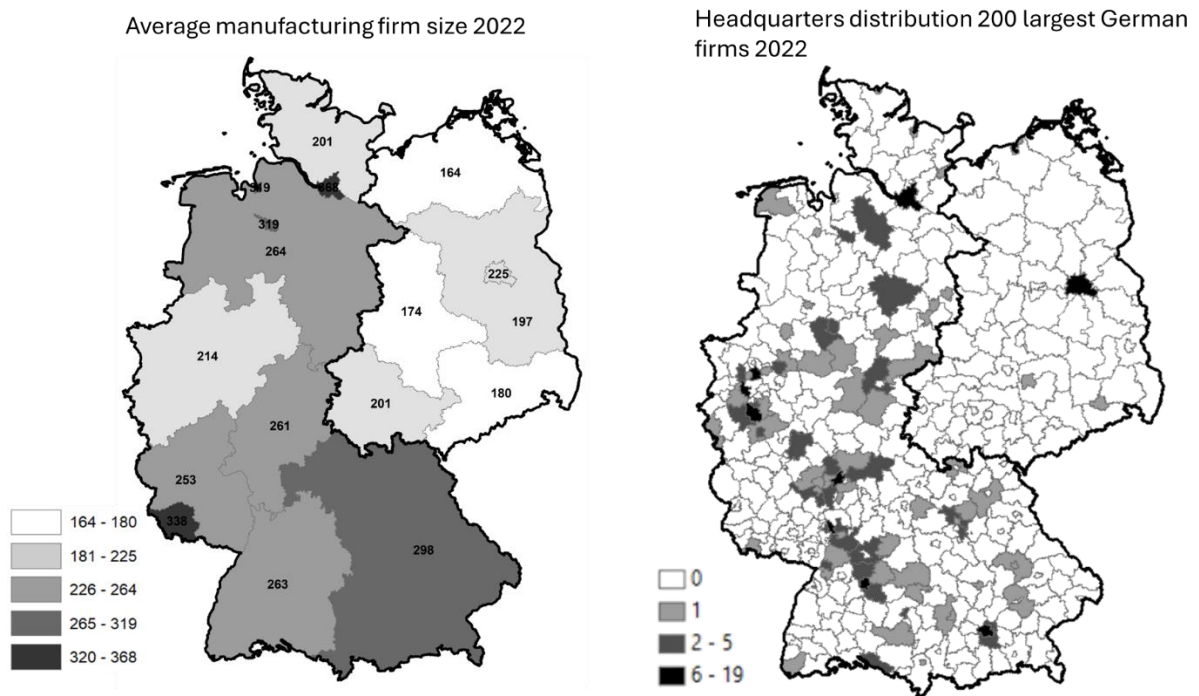 Average manufacturing firm size 2022
201
164
368
319
319
264
225
174
197
214
201
180
261
253
338
298
263
164 - 180
181 - 225
226 - 264
265 - 319
320 - 368
Headquarters distribution 200 largest German
firms 2022
0
1
2 - 5
6 - 19